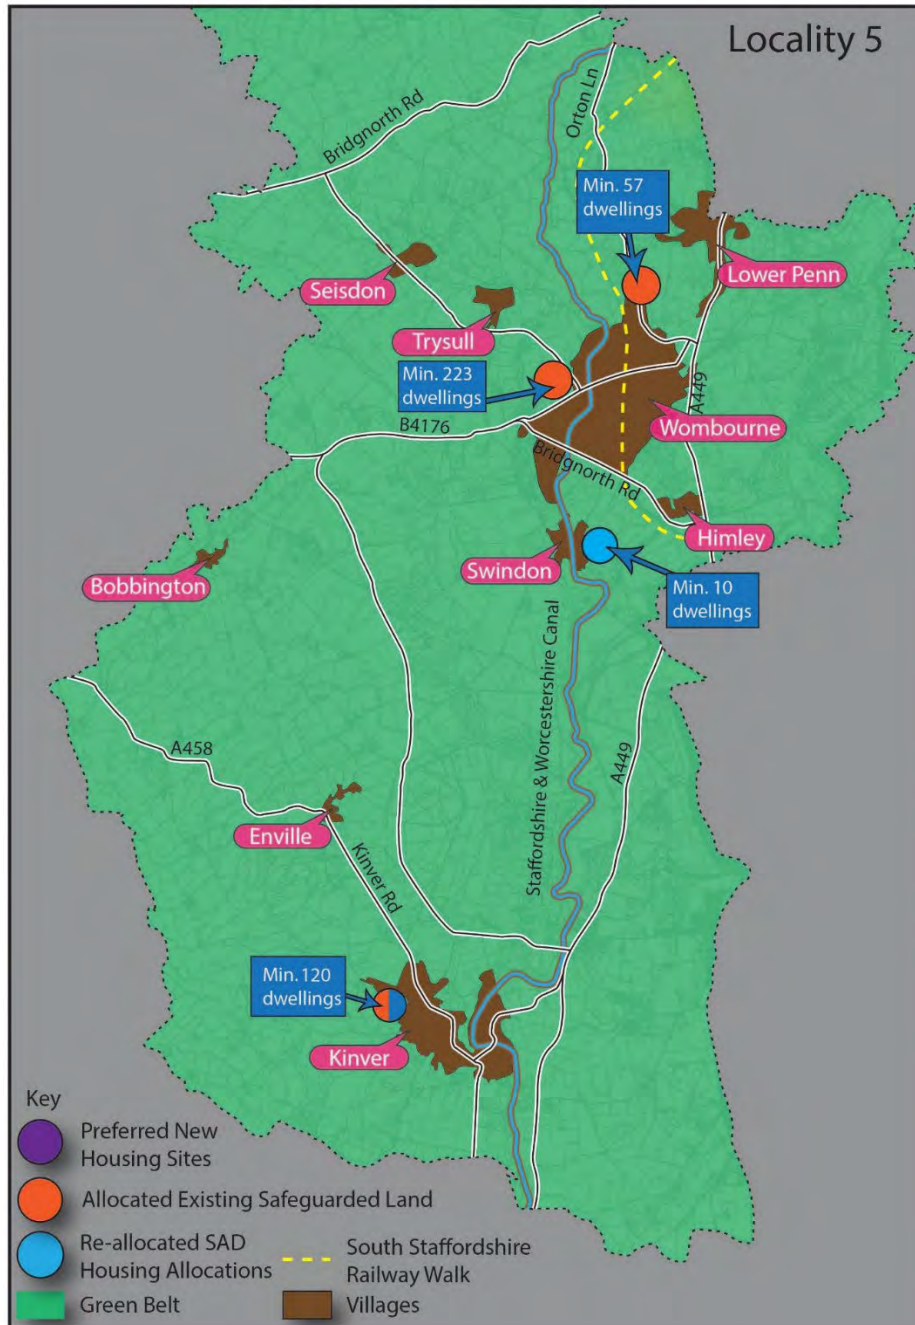 Locality 5
Bridgnorth Rd
Orton Ln
Min. 57
dwellings
Lower Penn
Seisdon
Trysull
Min. 223
dwellings
B4176
A449
Wombourne
Bridgnorth Rd
Himley
Swindon
Bobbington
Min. 10
dwellings
Staffordshire & Worcestershire Canal
A449
A458
Enville
Kinver Rd
Min. 120
dwellings
Kinver
Key
Preferred New
Housing Sites
Allocated Existing Safeguarded Land
Re-allocated SAD
Housing Allocations
South Staffordshire
Railway Walk
Green Belt
Villages